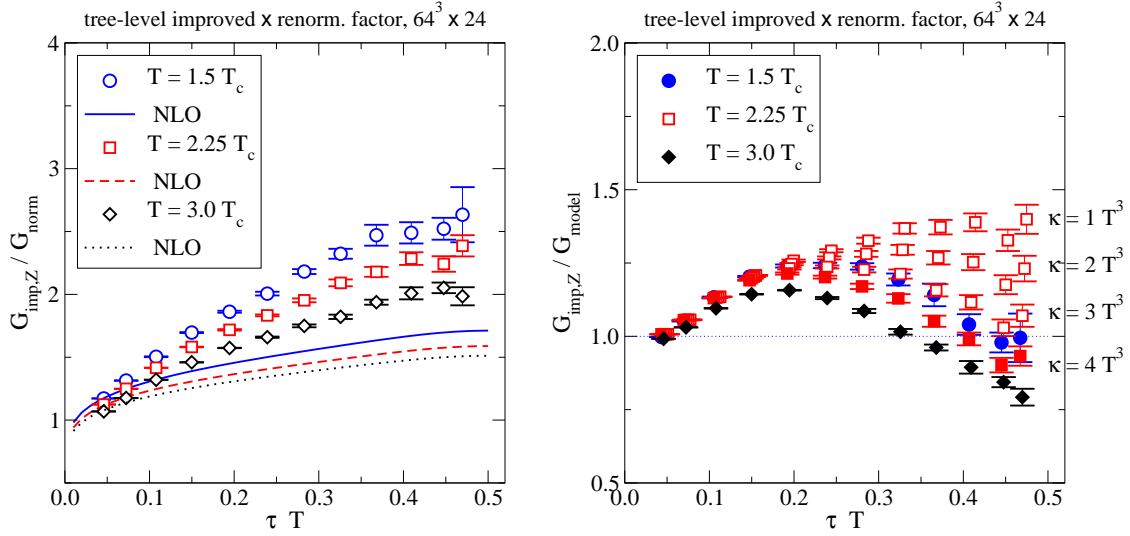 tree-level improved x renorm. factor, 64³ x 24
4
3
2
1
G_imp,Z / G_norm
T = 1.5 T_c
NLO
T = 2.25 T_c
NLO
T = 3.0 T_c
NLO
0.0 0.1 0.2 0.3 0.4 0.5
τ T
tree-level improved x renorm. factor, 64³ x 24
2.0
1.5
1.0
0.5
G_imp,Z / G_model
T = 1.5 T_c
T = 2.25 T_c
T = 3.0 T_c
κ = 1 T³
κ = 2 T³
κ = 3 T³
κ = 4 T³
0.0 0.1 0.2 0.3 0.4 0.5
τ T